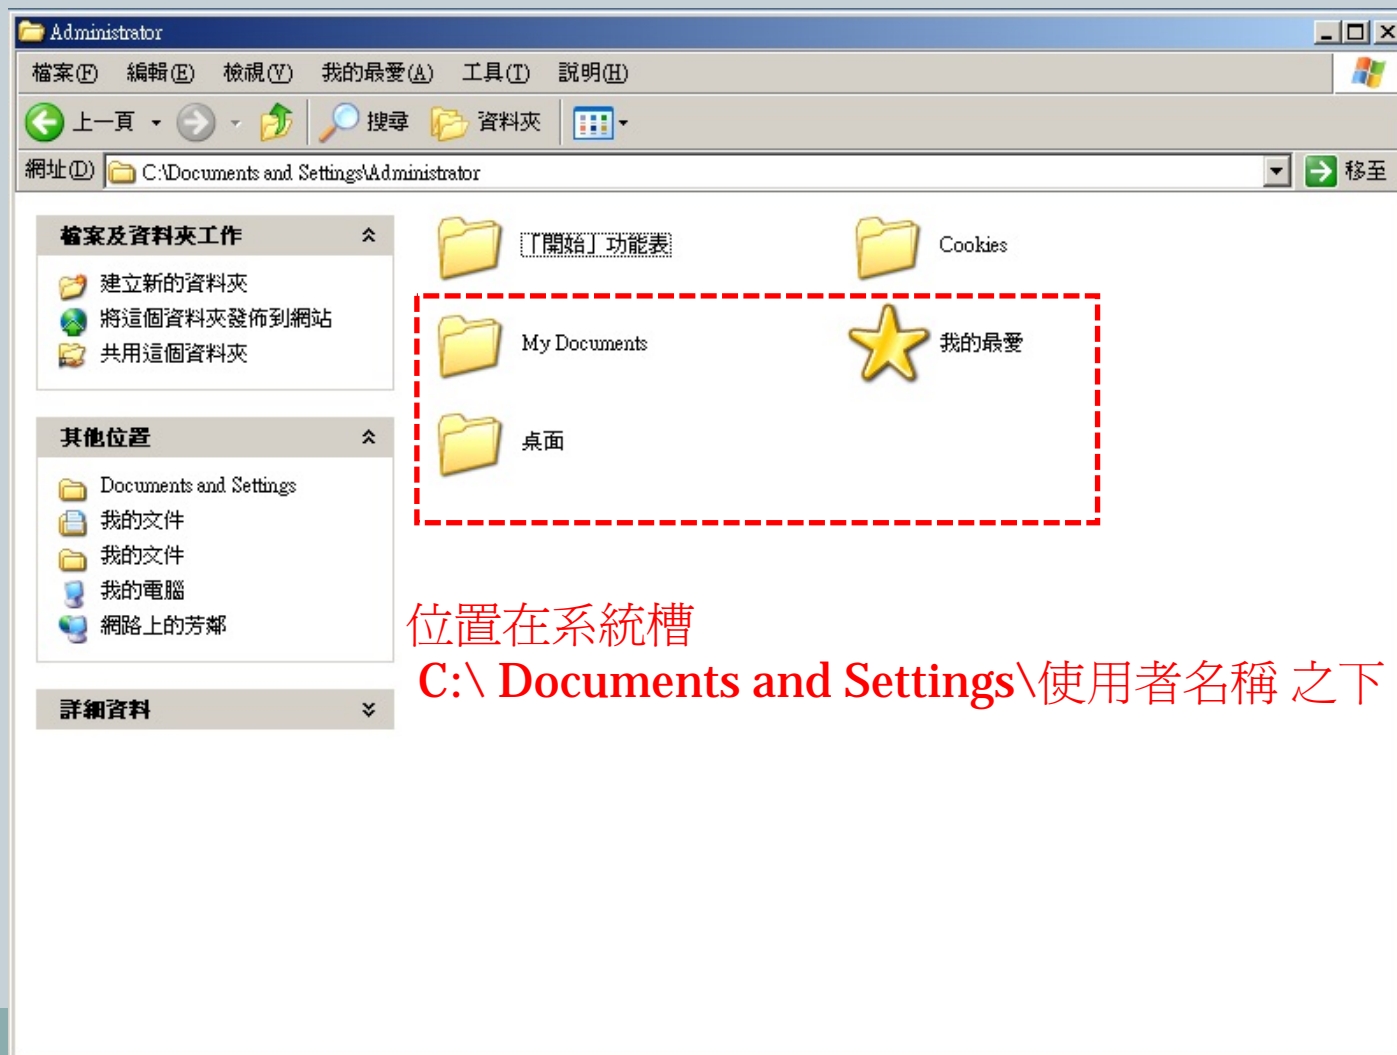 Administrator
檔案(F) 編輯(E) 檢視(V) 我的最愛(A) 工具(T) 說明(H)
上一頁 搜尋 資料夾
網址(D) C:\Documents and Settings\Administrator 移至
檔案及資料夾工作
建立新的資料夾
將這個資料夾發佈到網站
共用這個資料夾
其他位置
Documents and Settings
我的文件
我的文件
我的電腦
網路上的芳鄰
詳細資料
「開始」功能表 Cookies
My Documents 我的最愛
桌面
位置在系統槽
C:\ Documents and Settings\使用者名稱 之下